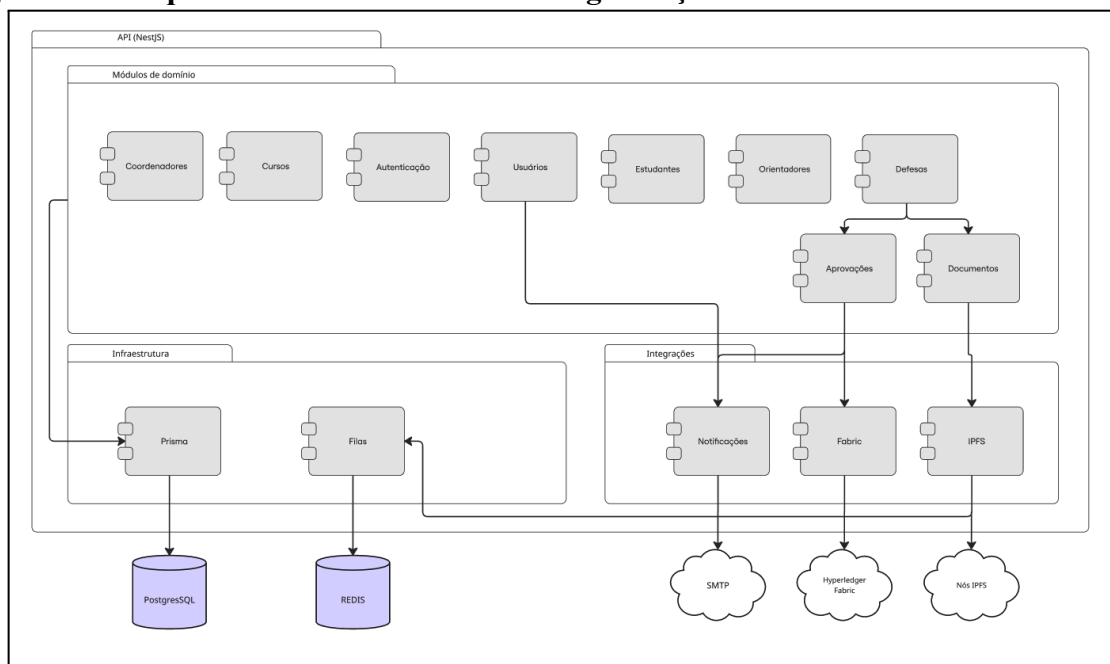 API (NestJS)
Módulos de domínio
Coordenadores
Cursos
Autenticação
Usuários
Estudantes
Orientadores
Defesas
Aprovações
Documentos
Infraestrutura
Integrações
Prisma
Filas
Notificações
Fabric
IPFS
PostgresSQL
REDIS
SMTP
Hyperledger
Fabric
Nós IPFS